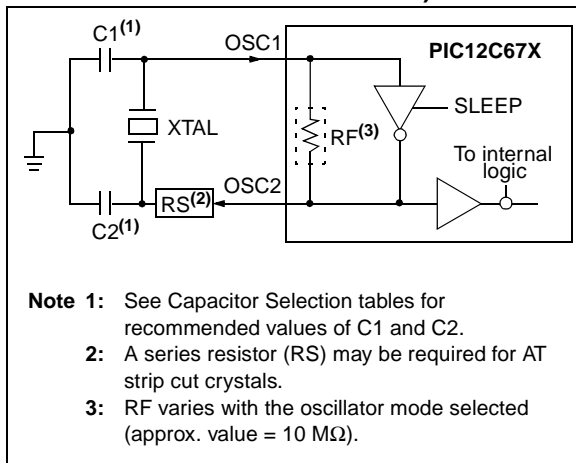 C1(1)
OSC1
PIC12C67X
SLEEP
XTAL
RF(3)
To internal
logic
OSC2
RS(2)
C2(1)
Note 1: See Capacitor Selection tables for
recommended values of C1 and C2.
2: A series resistor (RS) may be required for AT
strip cut crystals.
3: RF varies with the oscillator mode selected
(approx. value = 10 MΩ).